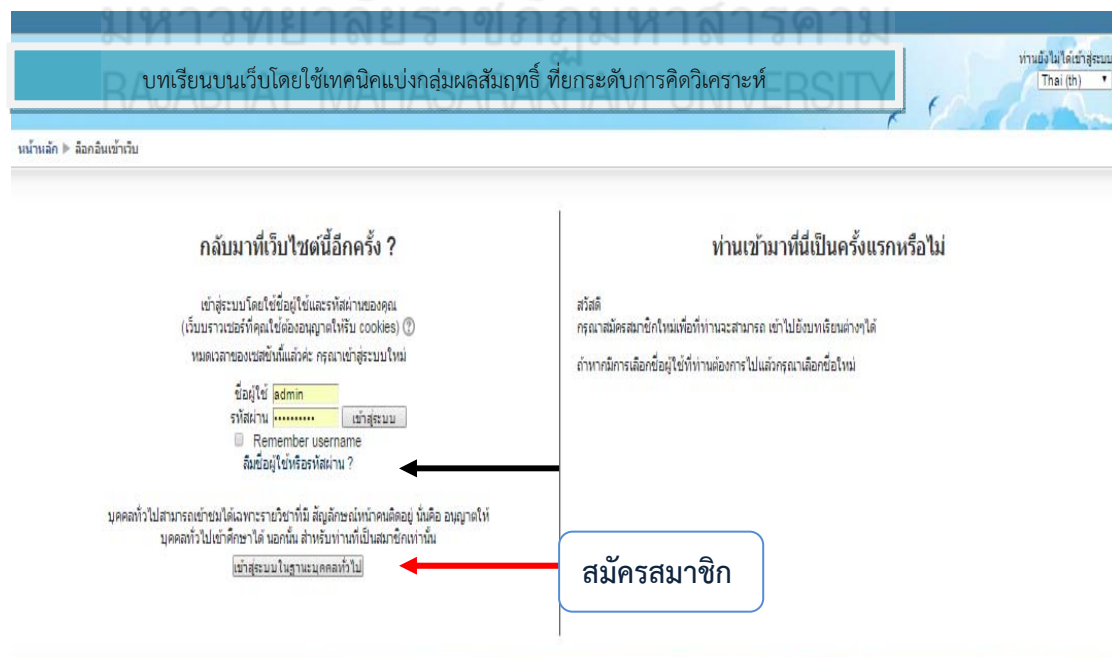 มหาวิทยาลัยราชภัฏมหาสารคาม
RAJABHAT MAHASARAKHAM UNIVERSITY
บทเรียนบนเว็บโดยใช้เทคนิคแบ่งกลุ่มผลสัมฤทธิ์ ที่ยกระดับการคิดวิเคราะห์
ท่านยังไม่ได้เข้าสู่ระบบ
Thai (th)
หน้าหลัก ▶ ล็อกอินเข้าเว็บ
กลับมาที่เว็บไซต์นี้อีกครั้ง ?
เข้าสู่ระบบโดยใช้ชื่อผู้ใช้และรหัสผ่านของคุณ
(เว็บบราวเซอร์ที่คุณใช้ต้องอนุญาตให้รับ cookies) ?
หมดเวลาของเซสชันนี้แล้วค่ะ กรุณาเข้าสู่ระบบใหม่
ชื่อผู้ใช้ admin
รหัสผ่าน •••••••••• เข้าสู่ระบบ
Remember username
ลืมชื่อผู้ใช้หรือรหัสผ่าน ?
บุคคลทั่วไปสามารถเข้าชมได้เฉพาะรายวิชาที่มี สัญลักษณ์หน้าคนติดอยู่ นั่นคือ อนุญาตให้
บุคคลทั่วไปเข้าศึกษาได้ นอกนั้น สำหรับท่านที่เป็นสมาชิกเท่านั้น
เข้าสู่ระบบในฐานะบุคคลทั่วไป
ท่านเข้ามาที่นี่เป็นครั้งแรกหรือไม่
สวัสดี
กรุณาสมัครสมาชิกใหม่เพื่อที่ท่านจะสามารถ เข้าไปยังบทเรียนต่างๆได้
ถ้าหากมีการเลือกชื่อผู้ใช้ที่ท่านต้องการไปแล้วกรุณาเลือกชื่อใหม่
สมัครสมาชิก